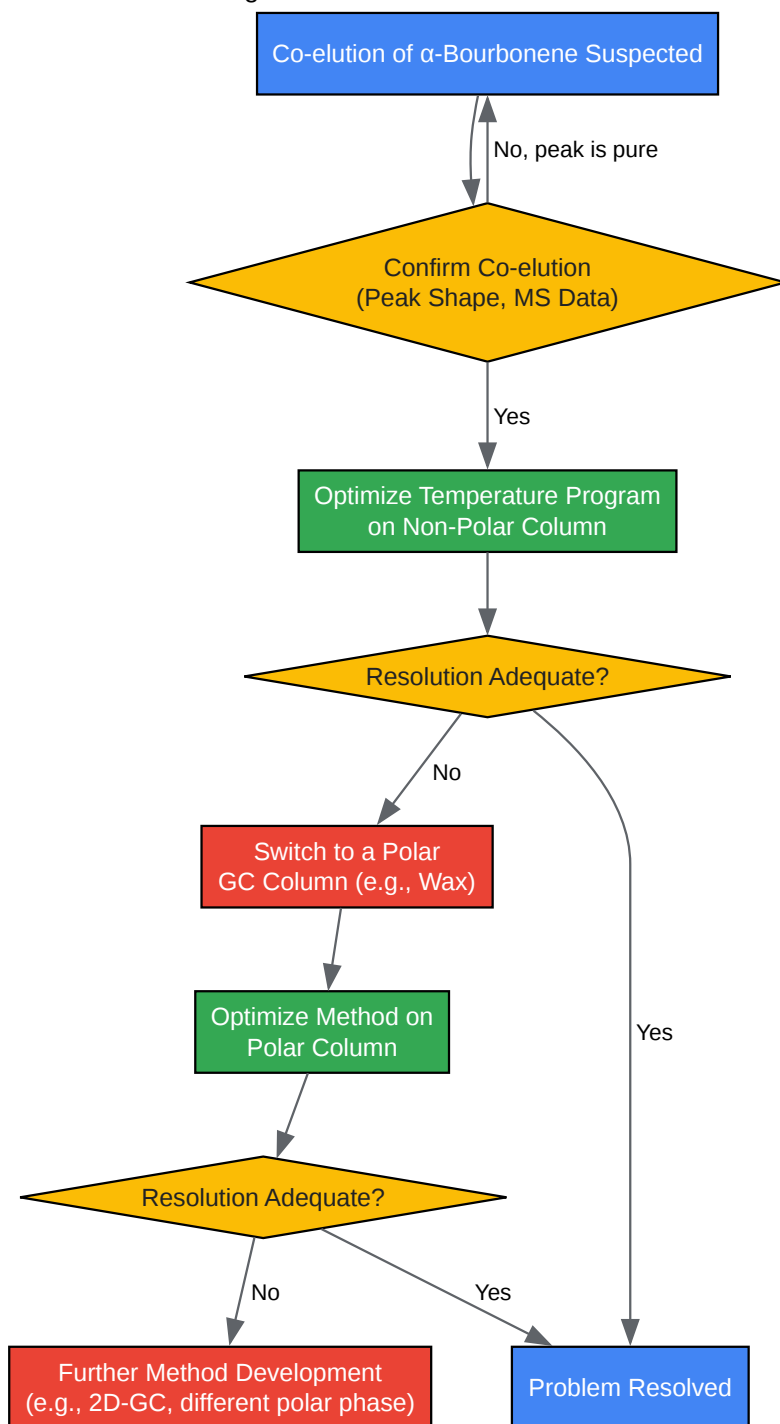 Co-elution of α-Bourbonene Suspected
No, peak is pure
Confirm Co-elution
(Peak Shape, MS Data)
Yes
Optimize Temperature Program
on Non-Polar Column
Resolution Adequate?
No
Switch to a Polar
GC Column (e.g., Wax)
Optimize Method on
Polar Column
Yes
Resolution Adequate?
No
Yes
Further Method Development
(e.g., 2D-GC, different polar phase)
Problem Resolved